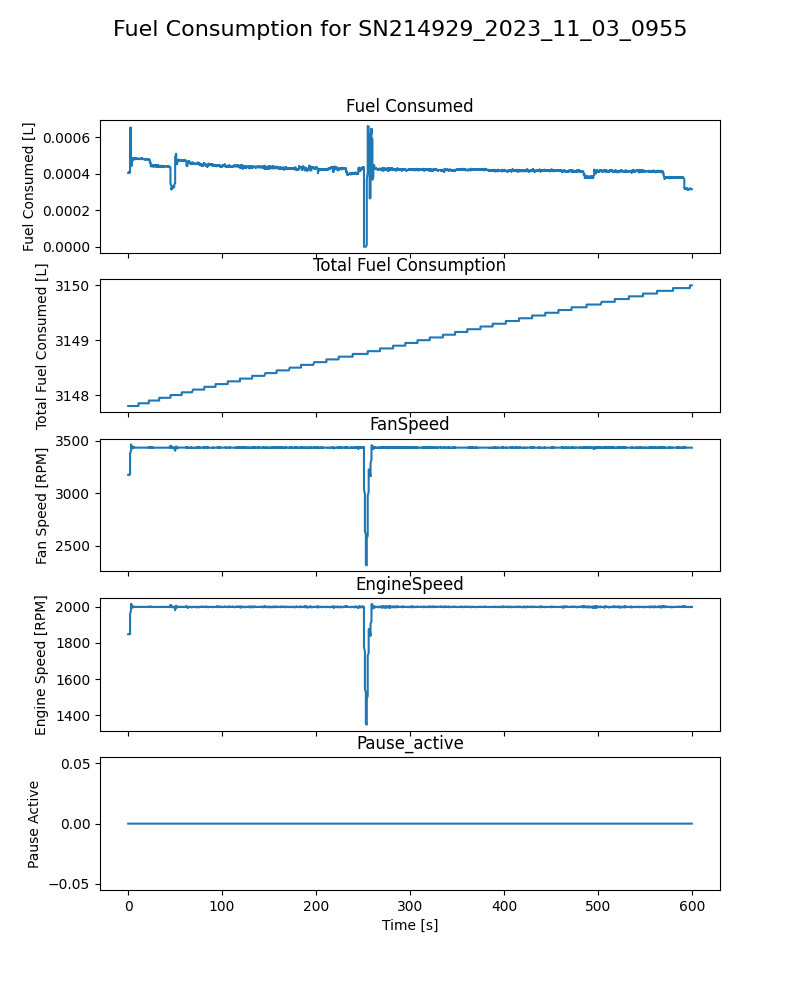 Fuel Consumption for SN214929_2023_11_03_0955
Fuel Consumed
Fuel Consumed [L]
0.0006
0.0004
0.0002
0.0000
Total Fuel Consumption
Total Fuel Consumed [L]
3150
3149
3148
FanSpeed
Fan Speed [RPM]
3500
3000
2500
EngineSpeed
Engine Speed [RPM]
2000
1800
1600
1400
Pause_active
Pause Active
0.05
0.00
−0.05
0 100 200 300 400 500 600
Time [s]